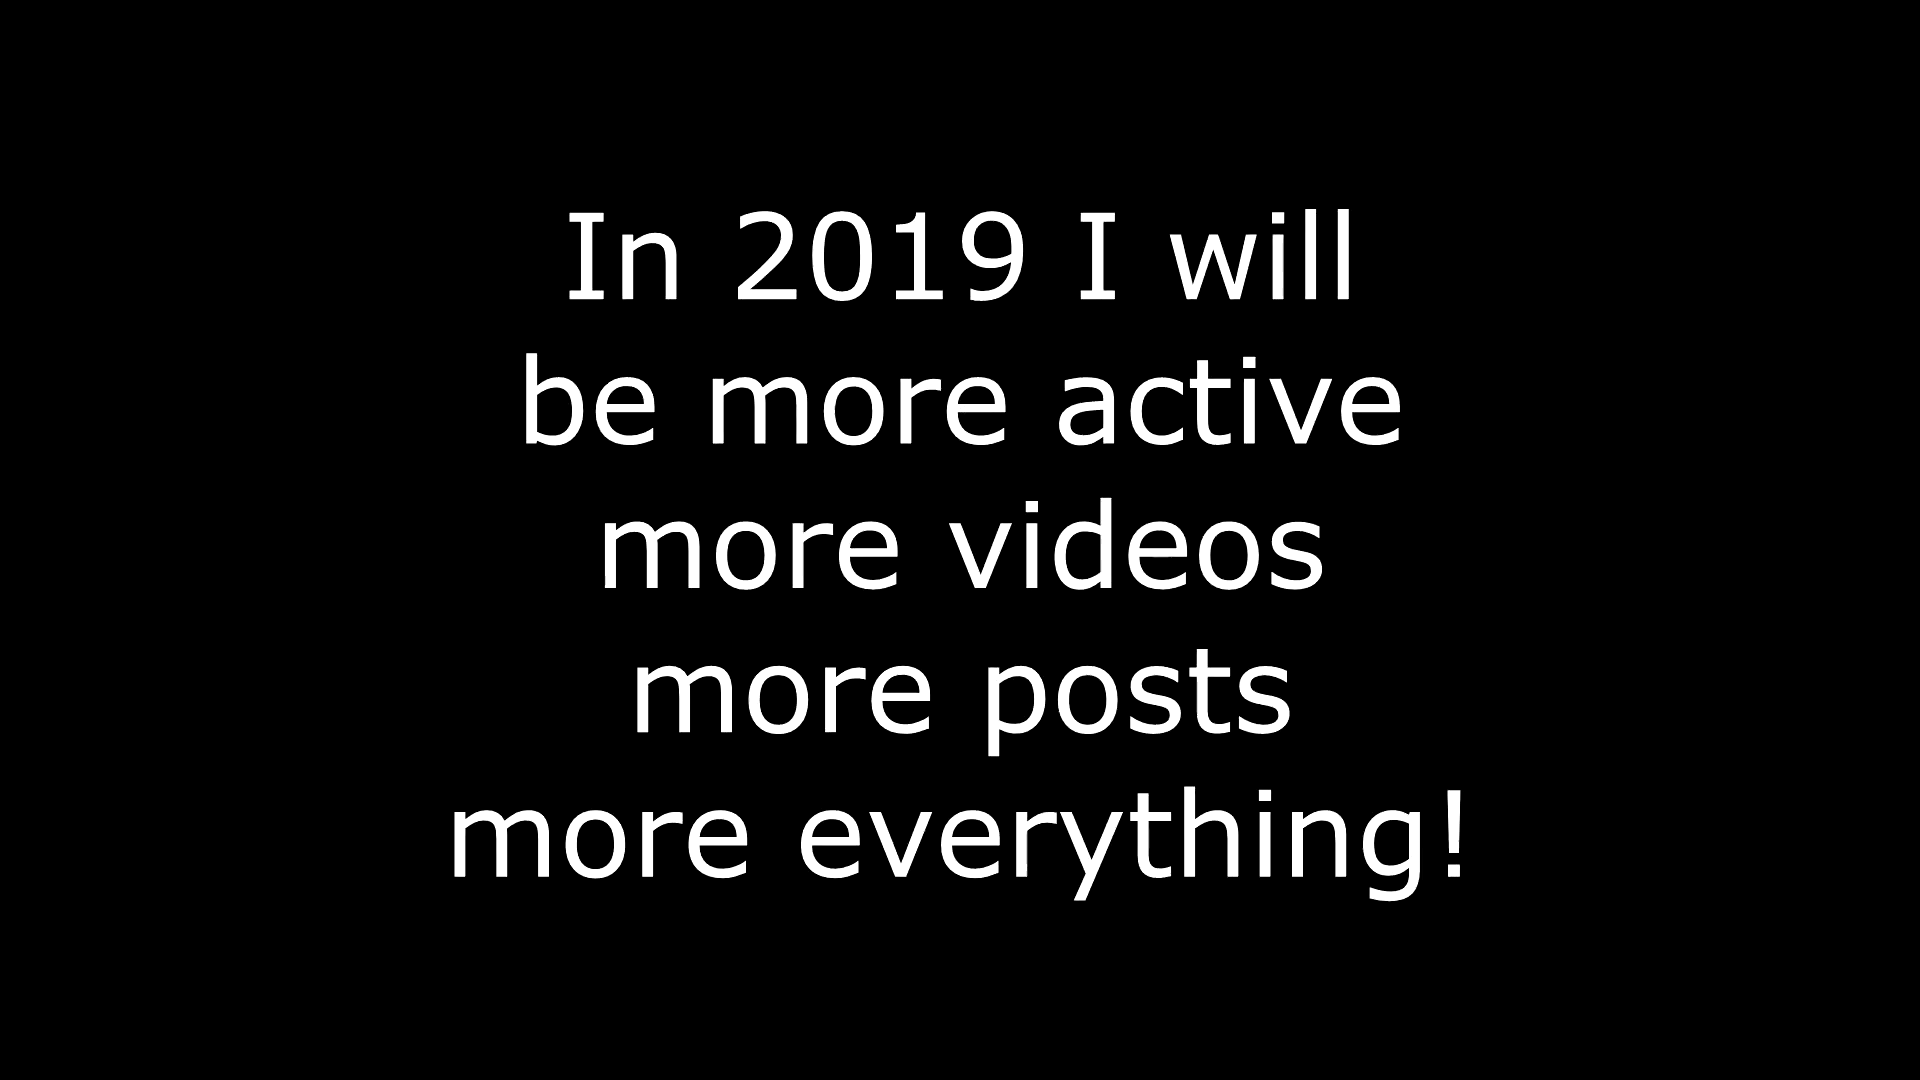 In 2019 I will
be more active
more videos
more posts
more everything!